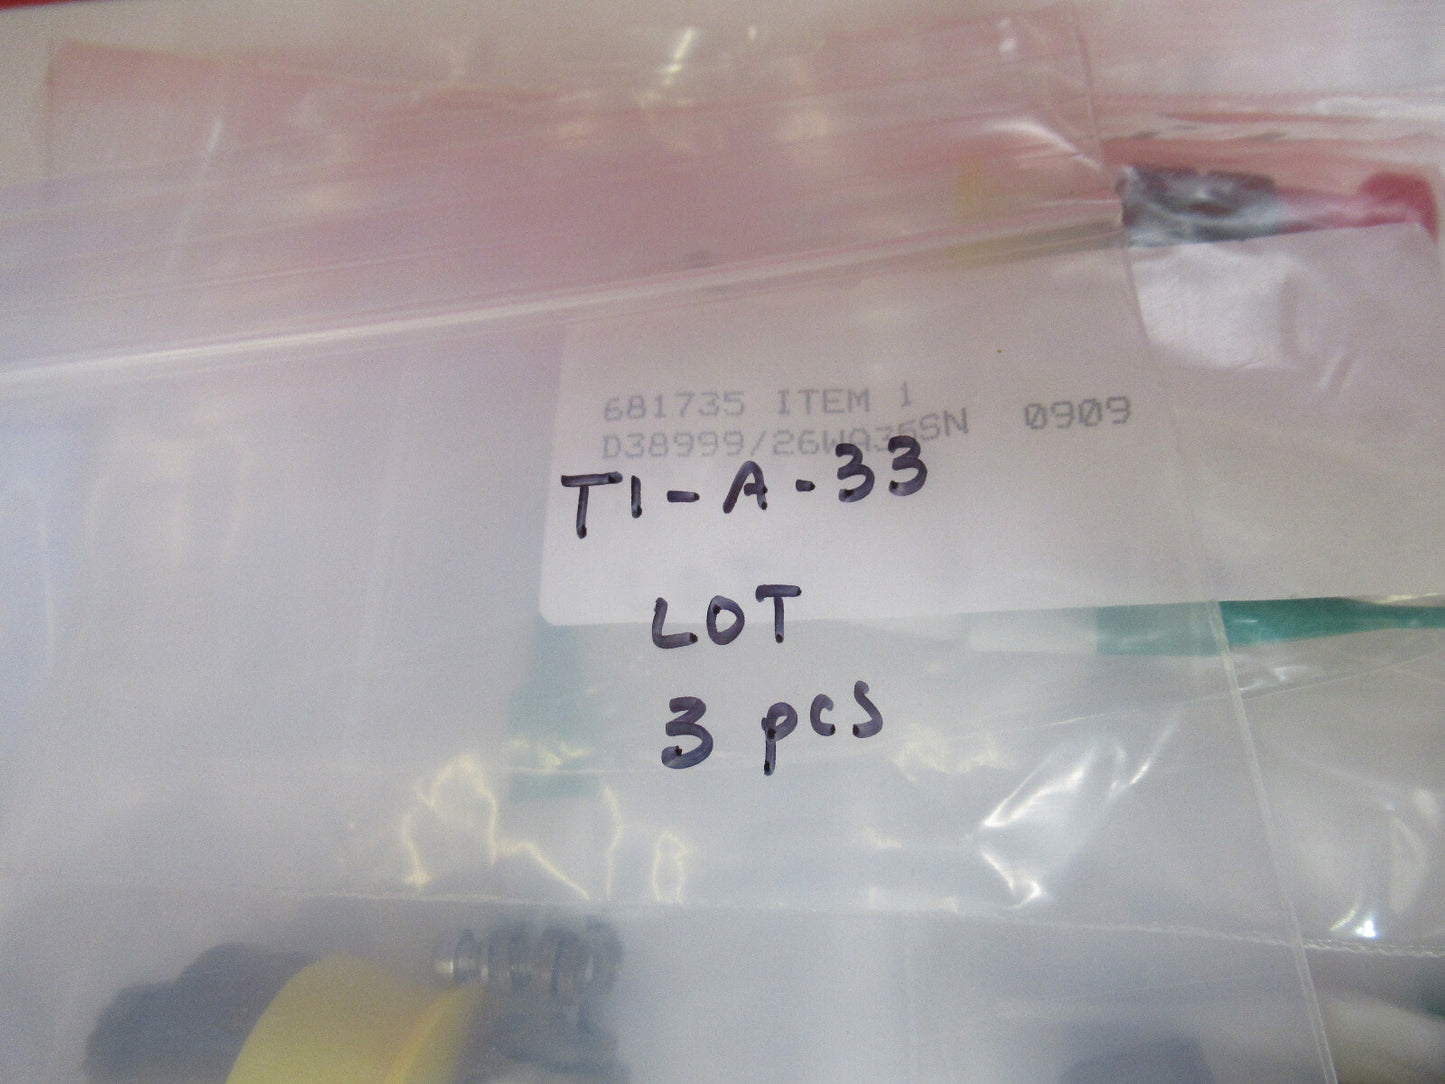 681735 ITEM 1
D38999/26WA35SN 0909
T1-A-33
LOT
3 pcs